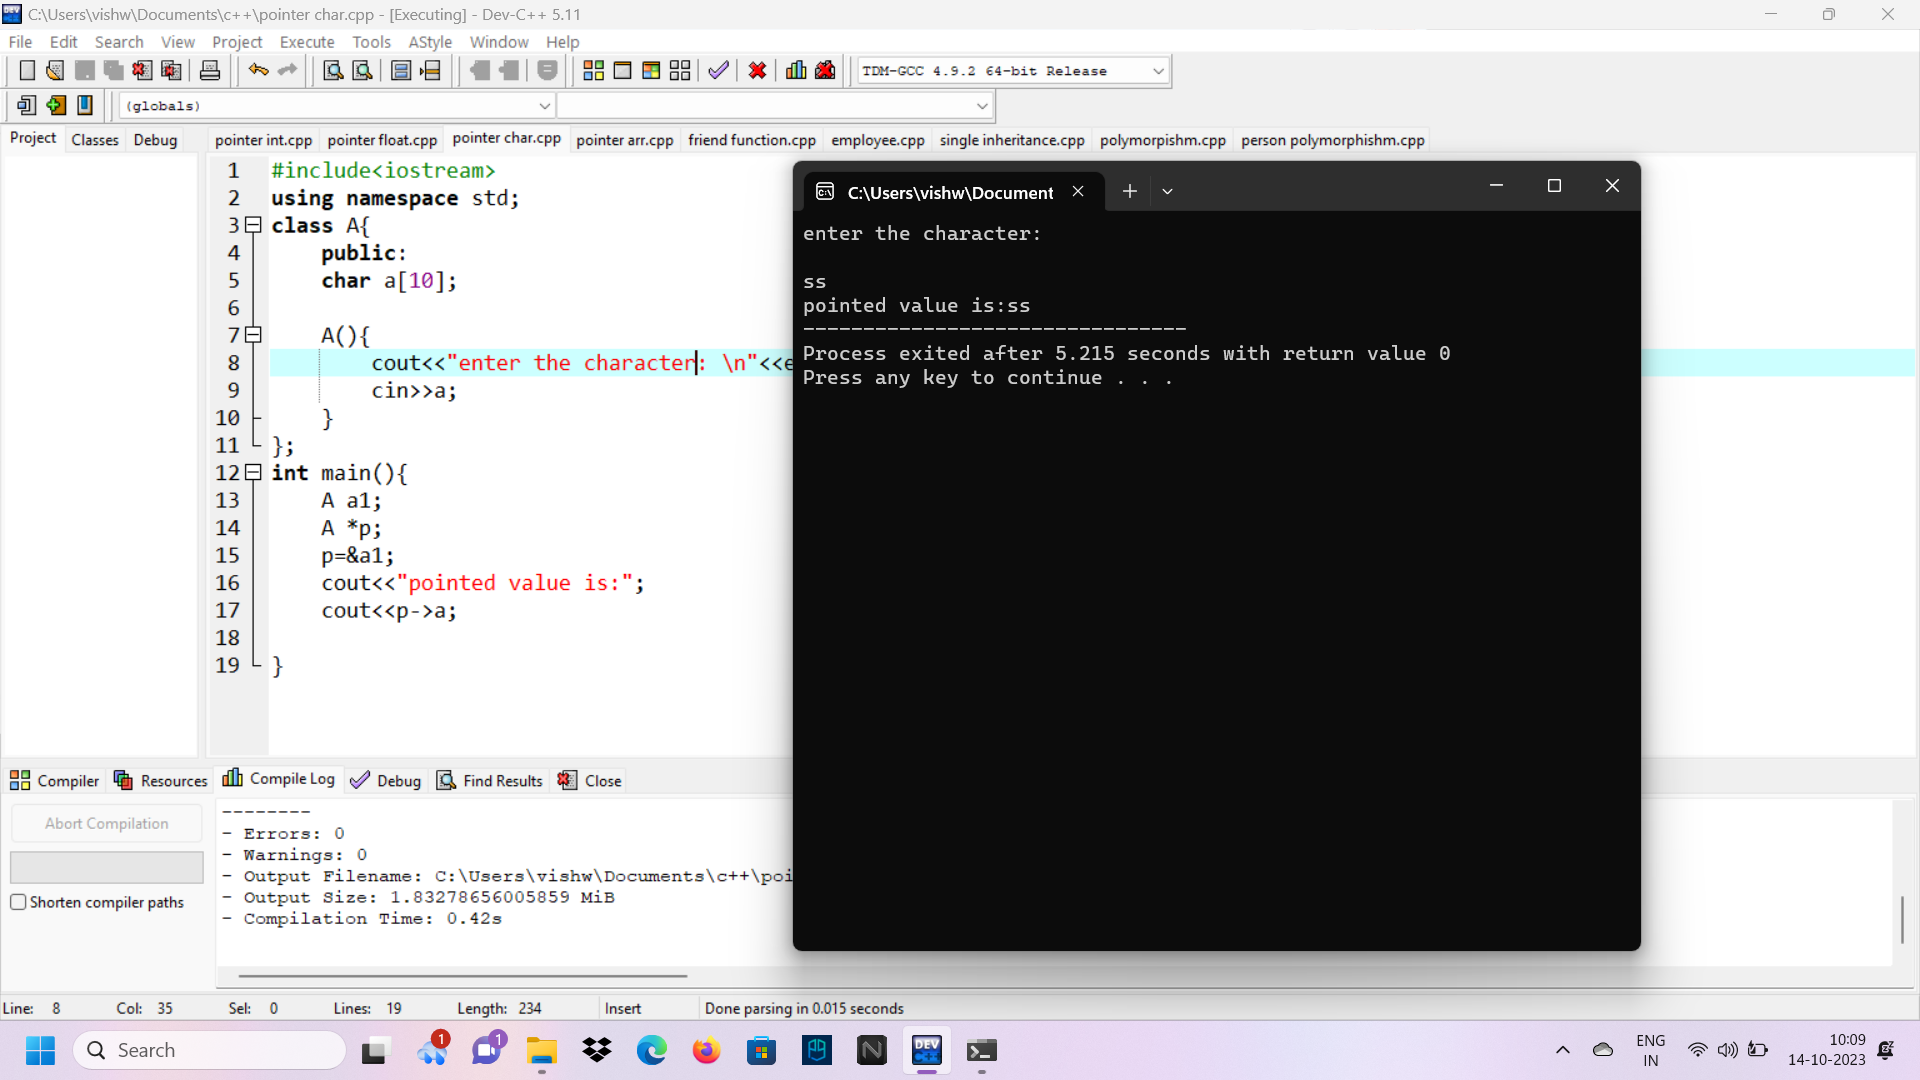 C:\Users\vishw\Documents\c++\pointer char.cpp - [Executing] - Dev-C++ 5.11
File Edit Search View Project Execute Tools AStyle Window Help
TDM-GCC 4.9.2 64-bit Release
(globals)
Project Classes Debug
pointer int.cpp pointer float.cpp pointer char.cpp pointer arr.cpp friend function.cpp employee.cpp single inheritance.cpp polymorpishm.cpp person polymorphishm.cpp
1 #include<iostream>
2 using namespace std;
3 class A{
4 public:
5 char a[10];
6
7 A(){
8 cout<<"enter the character: \n"<<e
9 cin>>a;
10 }
11 };
12 int main(){
13 A a1;
14 A *p;
15 p=&a1;
16 cout<<"pointed value is:";
17 cout<<p->a;
18
19 }
C:\Users\vishw\Document
enter the character:
ss
pointed value is:ss
--------------------------------
Process exited after 5.215 seconds with return value 0
Press any key to continue . . .
Compiler Resources Compile Log Debug Find Results Close
Abort Compilation
Shorten compiler paths
--------
- Errors: 0
- Warnings: 0
- Output Filename: C:\Users\vishw\Documents\c++\poi
- Output Size: 1.83278656005859 MiB
- Compilation Time: 0.42s
Line: 8 Col: 35 Sel: 0 Lines: 19 Length: 234 Insert Done parsing in 0.015 seconds
Search
1
1
DEV C++
ENG
IN
10:09
14-10-2023